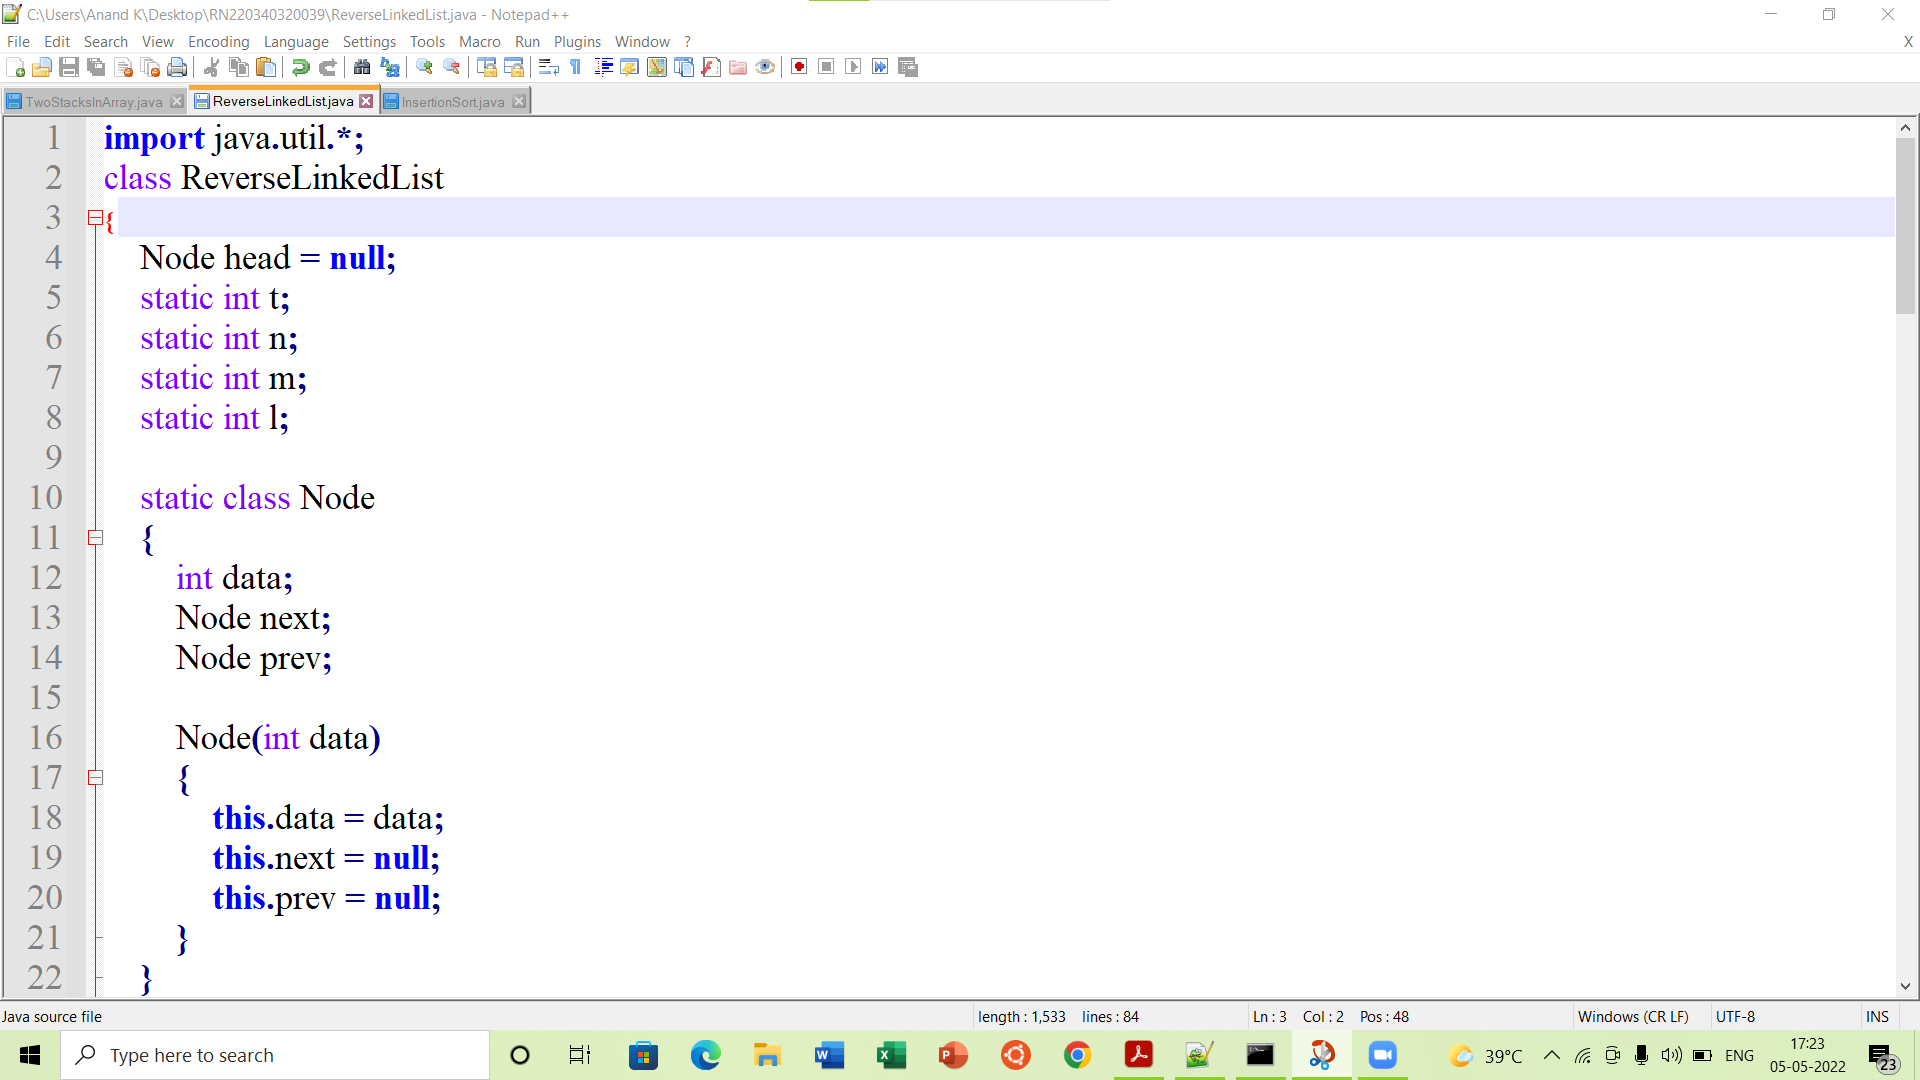 C:\Users\Anand K\Desktop\RN220340320039\ReverseLinkedList.java - Notepad++
File Edit Search View Encoding Language Settings Tools Macro Run Plugins Window ? X
TwoStacksInArray.java ReverseLinkedList.java InsertionSort.java
1 import java.util.*;
2 class ReverseLinkedList
3 {
4 Node head = null;
5 static int t;
6 static int n;
7 static int m;
8 static int l;
9
10 static class Node
11 {
12 int data;
13 Node next;
14 Node prev;
15
16 Node(int data)
17 {
18 this.data = data;
19 this.next = null;
20 this.prev = null;
21 }
22 }
Java source file length : 1,533 lines : 84 Ln : 3 Col : 2 Pos : 48 Windows (CR LF) UTF-8 INS
Type here to search 39°C ENG 17:23
05-05-2022 23